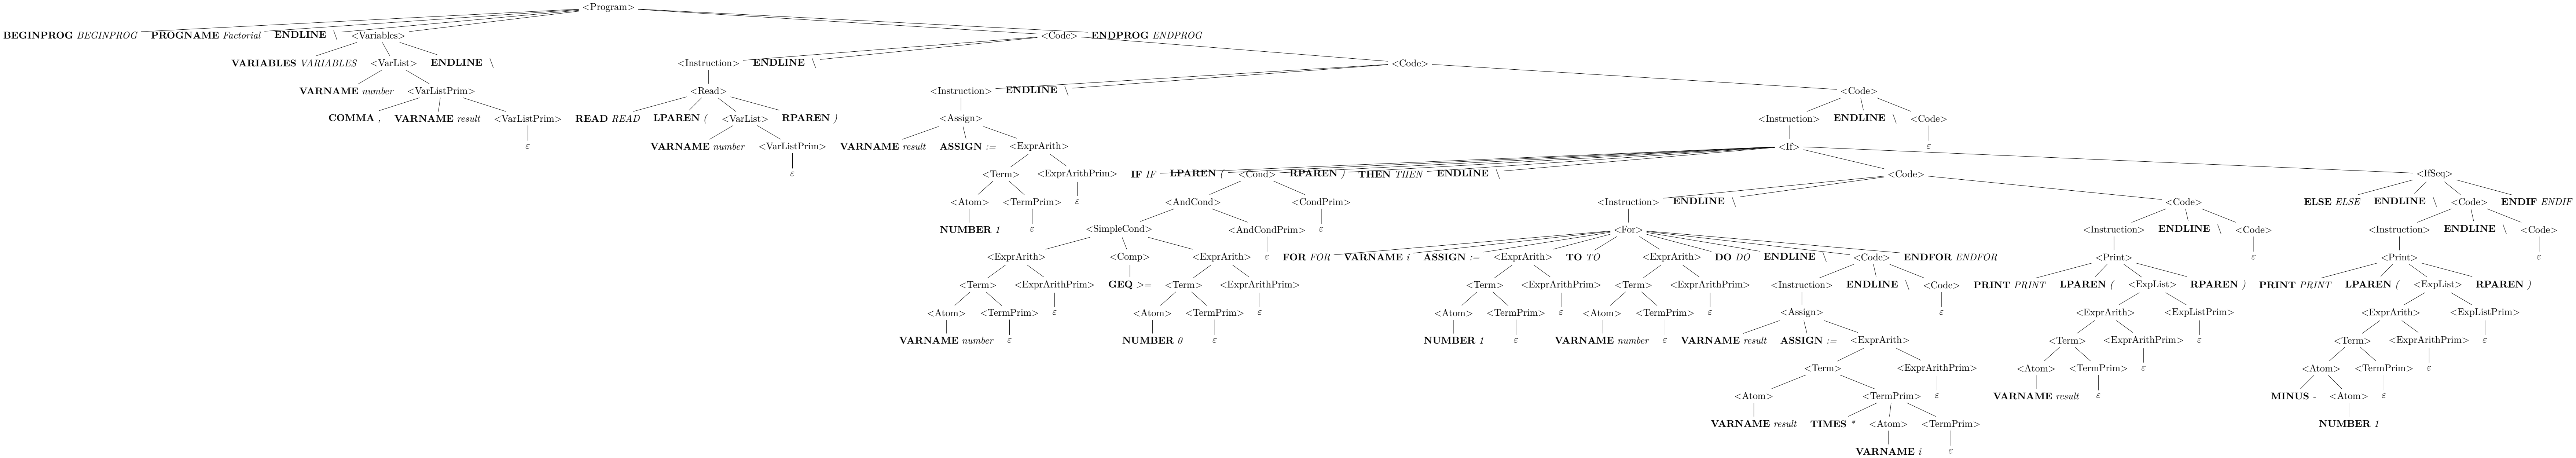 <Program>
BEGINPROG BEGINPROG PROGNAME Factorial ENDLINE \ <Variables> <Code> ENDPROG ENDPROG
VARIABLES VARIABLES <VarList> ENDLINE \ <Instruction> ENDLINE \ <Code>
VARNAME number <VarListPrim> <Read> <Instruction> ENDLINE \ <Code>
COMMA , VARNAME result <VarListPrim> READ READ LPAREN ( <VarList> RPAREN ) <Assign> <Instruction> ENDLINE \ <Code>
ε VARNAME number <VarListPrim> VARNAME result ASSIGN := <ExprArith> <If> ε
ε <Term> <ExprArithPrim> IF IF LPAREN ( <Cond> RPAREN ) THEN THEN ENDLINE \ <Code> <IfSeq>
<Atom> <TermPrim> ε <AndCond> <CondPrim> <Instruction> ENDLINE \ <Code> ELSE ELSE ENDLINE \ <Code> ENDIF ENDIF
NUMBER 1 ε <SimpleCond> <AndCondPrim> ε <For> <Instruction> ENDLINE \ <Code> <Instruction> ENDLINE \ <Code>
<ExprArith> <Comp> <ExprArith> ε FOR FOR VARNAME i ASSIGN := <ExprArith> TO TO <ExprArith> DO DO ENDLINE \ <Code> ENDFOR ENDFOR <Print> ε <Print> ε
<Term> <ExprArithPrim> GEQ >= <Term> <ExprArithPrim> <Term> <ExprArithPrim> <Term> <ExprArithPrim> <Instruction> ENDLINE \ <Code> PRINT PRINT LPAREN ( <ExpList> RPAREN ) PRINT PRINT LPAREN ( <ExpList> RPAREN )
<Atom> <TermPrim> ε <Atom> <TermPrim> ε <Atom> <TermPrim> ε <Atom> <TermPrim> ε <Assign> ε <ExprArith> <ExpListPrim> <ExprArith> <ExpListPrim>
VARNAME number ε NUMBER 0 ε NUMBER 1 ε VARNAME number ε VARNAME result ASSIGN := <ExprArith> <Term> <ExprArithPrim> ε <Term> <ExprArithPrim> ε
<Term> <ExprArithPrim> <Atom> <TermPrim> ε <Atom> <TermPrim> ε
<Atom> <TermPrim> ε VARNAME result ε MINUS - <Atom> ε
VARNAME result TIMES * <Atom> <TermPrim> NUMBER 1
VARNAME i ε